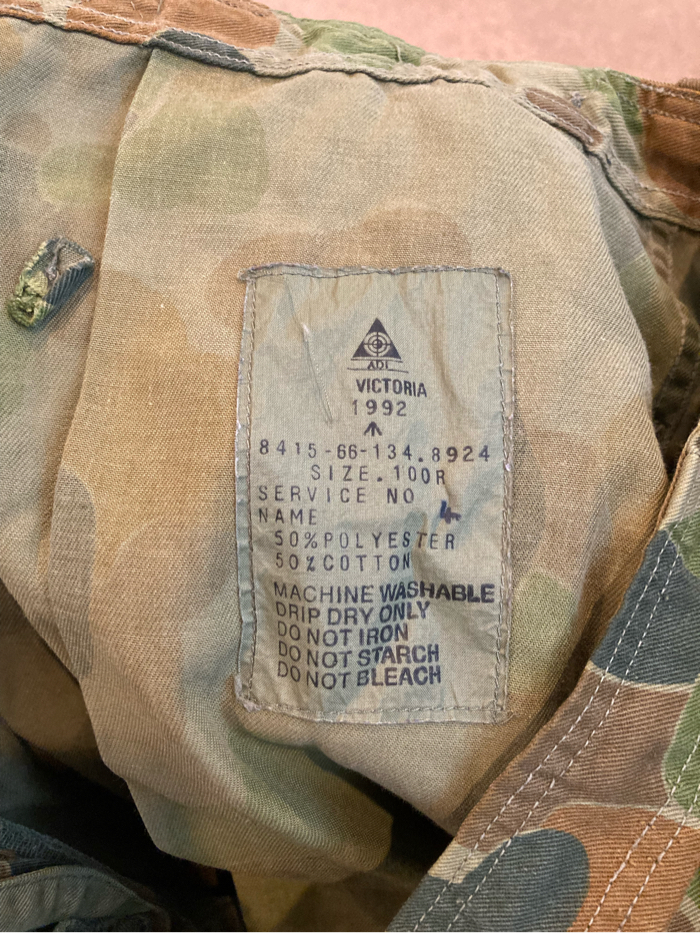 ADI
VICTORIA
1992
8415-66-134.8924
SIZE.100R
SERVICE NO
NAME 4
50%POLYESTER
50%COTTON
MACHINE WASHABLE
DRIP DRY ONLY
DO NOT IRON
DO NOT STARCH
DO NOT BLEACH